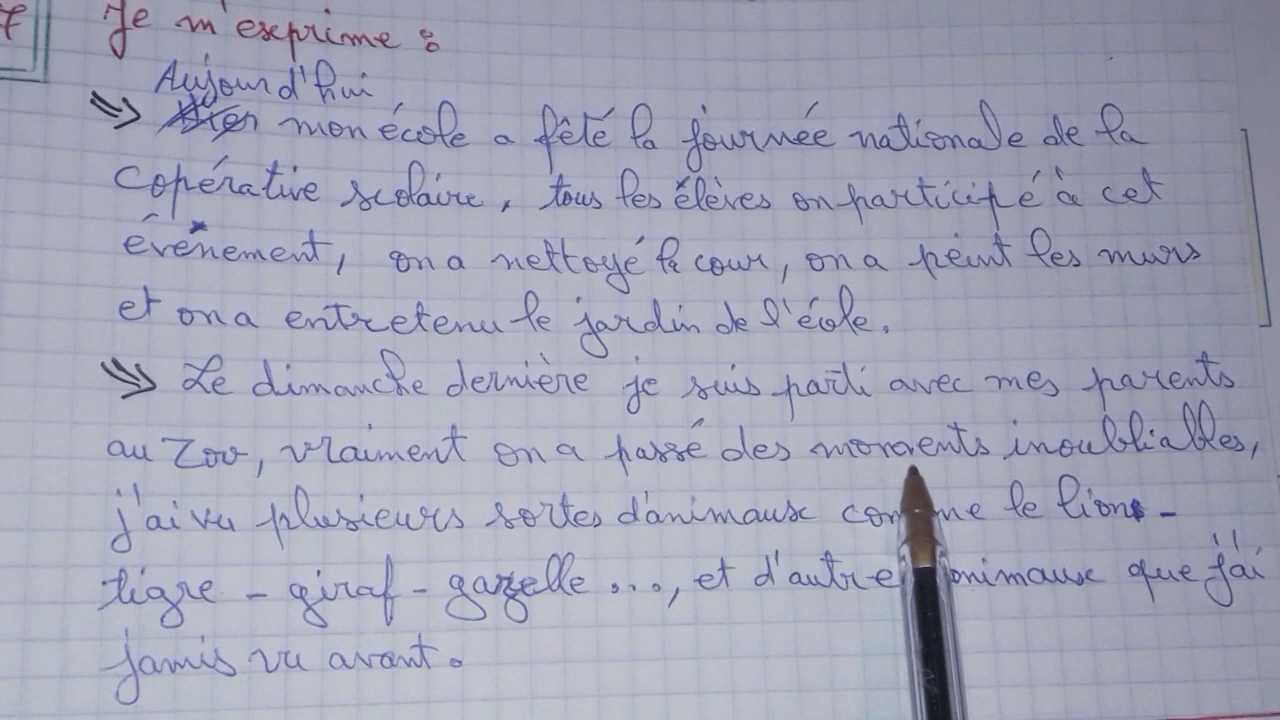 Je m'exprime :
Aujourd'hui
⇒ mon école a fêté la journée nationale de la
copérative scolaire, tous les élèves on participé à cet
évènement, on a nettoyé la cour, on a peint les murs
et on a entretenu le jardin de l'école.
⇒ Le dimanche dernière je suis parti avec mes parents
au Zoo, vraiment on a passé des moments inoubliables,
j'ai vu plusieurs sortes d'animaux comme le lion -
tigre - giraf - gazelle ..., et d'autre animaux que j'ai
jamis vu avant.